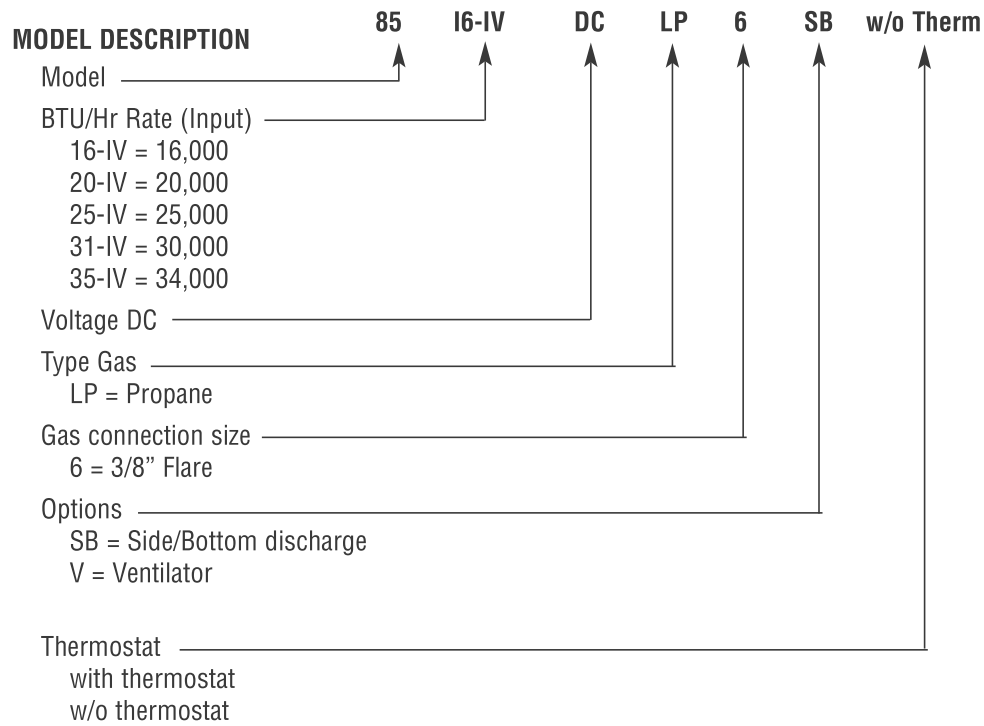 85 I6-IV DC LP 6 SB w/o Therm
MODEL DESCRIPTION
Model
BTU/Hr Rate (Input)
16-IV = 16,000
20-IV = 20,000
25-IV = 25,000
31-IV = 30,000
35-IV = 34,000
Voltage DC
Type Gas
LP = Propane
Gas connection size
6 = 3/8” Flare
Options
SB = Side/Bottom discharge
V = Ventilator
Thermostat
with thermostat
w/o thermostat